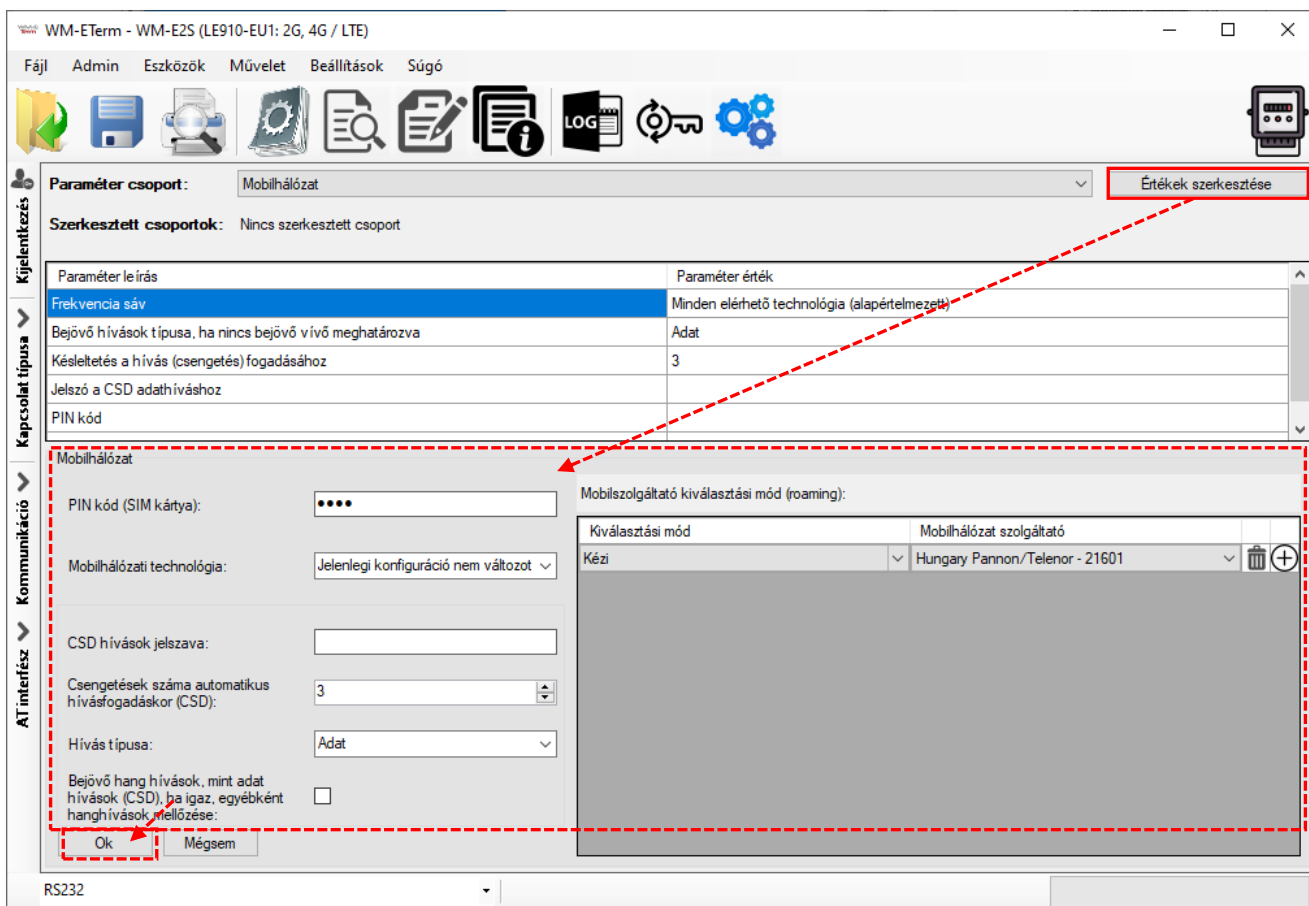 WM-ETerm - WM-E2S (LE910-EU1: 2G, 4G / LTE)
Fájl Admin Eszközök Művelet Beállítások Súgó
LOG
Paraméter csoport: Mobilhálózat Értékek szerkesztése
Szerkesztett csoportok: Nincs szerkesztett csoport
Kijelentkezés
Kapcsolat típusa
Kommunikáció
AT interfész
Paraméter leírás Paraméter érték
Frekvencia sáv Minden elérhető technológia (alapértelmezett)
Bejövő hívások típusa, ha nincs bejövő vívő meghatározva Adat
Késleltetés a hívás (csengetés) fogadásához 3
Jelszó a CSD adathíváshoz
PIN kód
Mobilhálózat
PIN kód (SIM kártya): ••••
Mobilhálózati technológia: Jelenlegi konfiguráció nem változot
CSD hívások jelszava:
Csengetések száma automatikus
hívásfogadáskor (CSD): 3
Hívás típusa: Adat
Bejövő hang hívások, mint adat
hívások (CSD), ha igaz, egyébként
hanghívások mellőzése:
Ok Mégsem
Mobilszolgáltató kiválasztási mód (roaming):
Kiválasztási mód Mobilhálózat szolgáltató
Kézi Hungary Pannon/Telenor - 21601
RS232